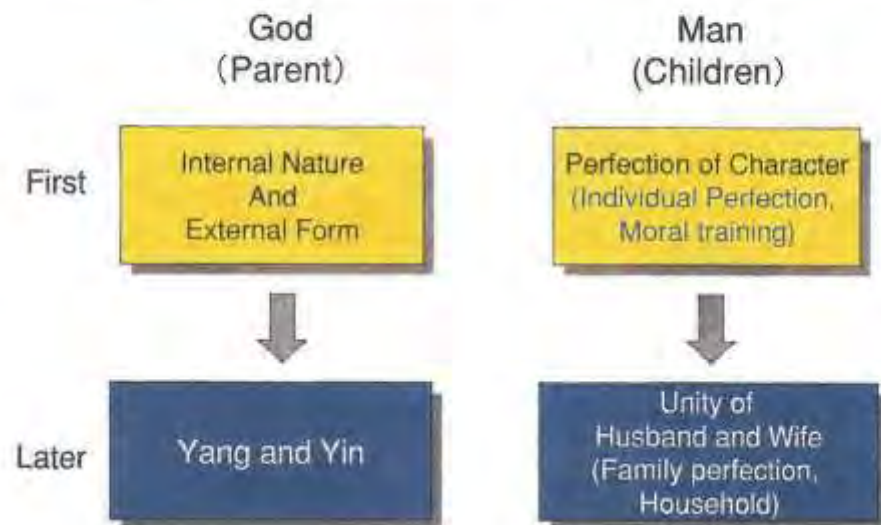 God
(Parent)
Man
(Children)
First
Internal Nature
And
External Form
Perfection of Character
(Individual Perfection,
Moral training)
Later
Yang and Yin
Unity of
Husband and Wife
(Family perfection,
Household)